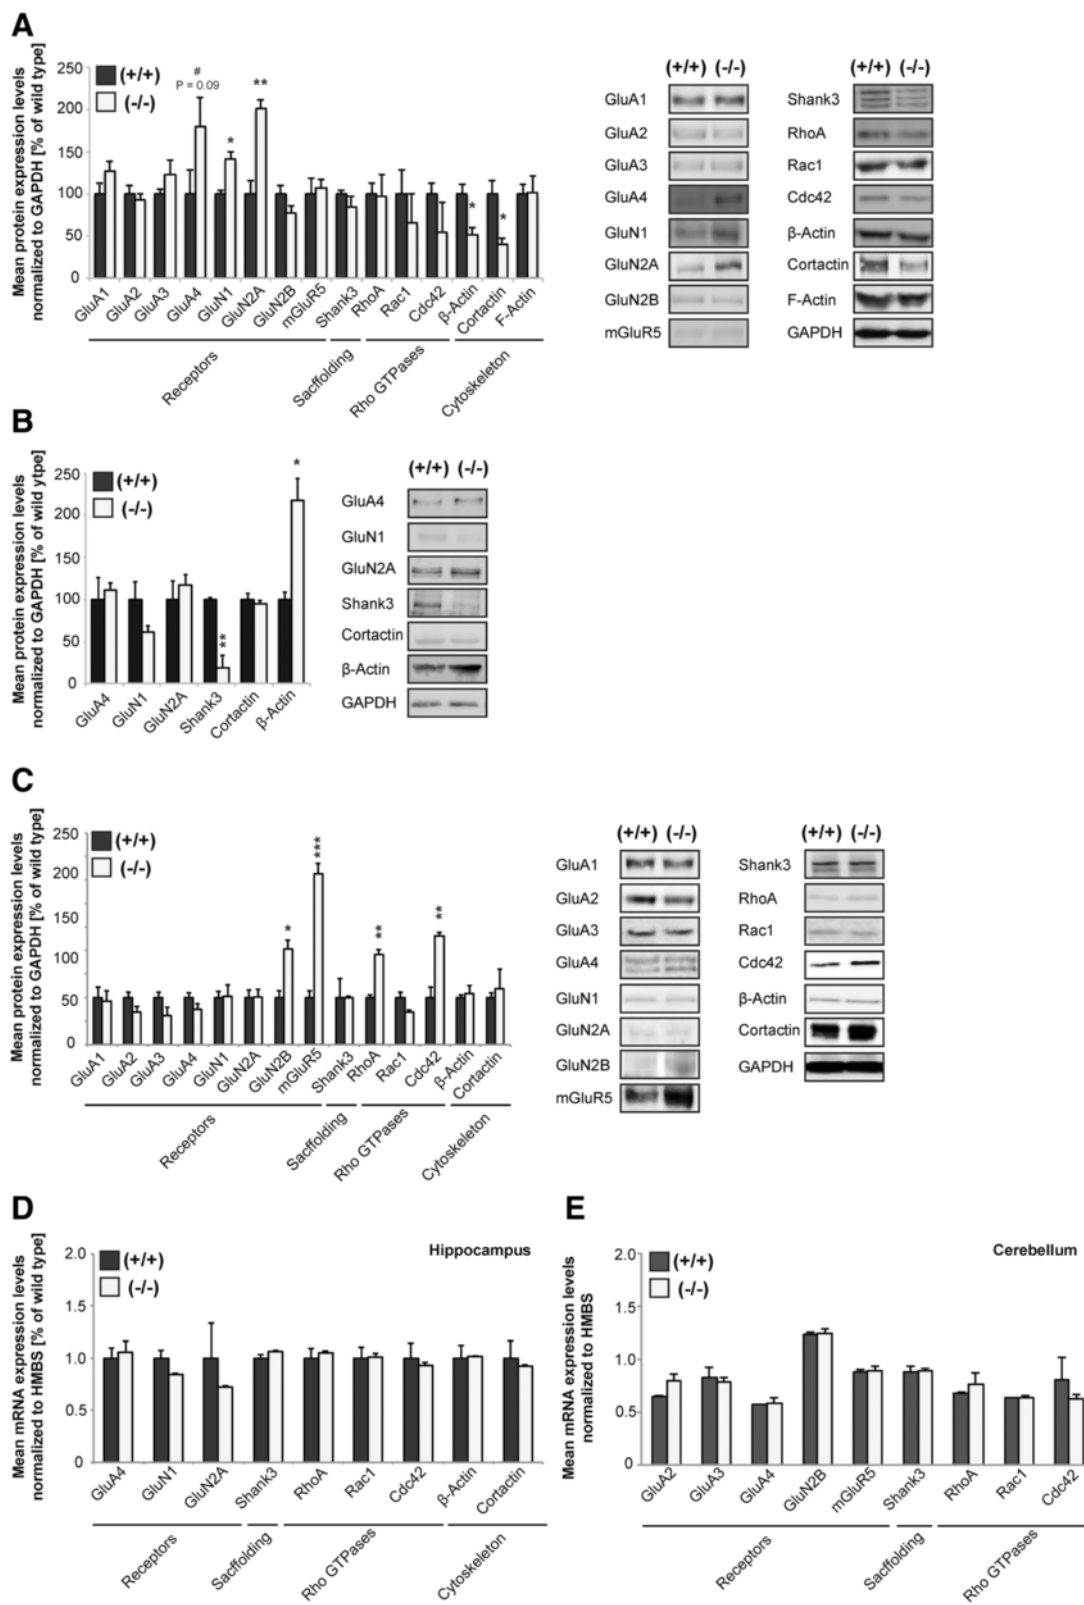 A
Mean protein expression levels
normalized to GAPDH [% of wild type]
250
200
150
100
50
0
(+/+)
(-/-)
#
P = 0.09
*
**
*
*
GluA1
GluA2
GluA3
GluA4
GluN1
GluN2A
GluN2B
mGluR5
Shank3
RhoA
Rac1
Cdc42
β-Actin
Cortactin
F-Actin
Receptors
Sacffolding
Rho GTPases
Cytoskeleton
(+/+) (-/-)
GluA1
GluA2
GluA3
GluA4
GluN1
GluN2A
GluN2B
mGluR5
(+/+) (-/-)
Shank3
RhoA
Rac1
Cdc42
β-Actin
Cortactin
F-Actin
GAPDH
B
Mean protein expression levels
normalized to GAPDH [% of wild ytpe]
250
200
150
100
50
0
(+/+)
(-/-)
**
*
GluA4
GluN1
GluN2A
Shank3
Cortactin
β-Actin
(+/+) (-/-)
GluA4
GluN1
GluN2A
Shank3
Cortactin
β-Actin
GAPDH
C
Mean protein expression levels
normalized to GAPDH [% of wild type]
250
200
150
100
50
0
(+/+)
(-/-)
*
***
**
**
GluA1
GluA2
GluA3
GluA4
GluN1
GluN2A
GluN2B
mGluR5
Shank3
RhoA
Rac1
Cdc42
β-Actin
Cortactin
Receptors
Sacffolding
Rho GTPases
Cytoskeleton
(+/+) (-/-)
GluA1
GluA2
GluA3
GluA4
GluN1
GluN2A
GluN2B
mGluR5
(+/+) (-/-)
Shank3
RhoA
Rac1
Cdc42
β-Actin
Cortactin
GAPDH
D
Mean mRNA expression levels
normalized to HMBS [% of wild type]
2.0
1.5
1.0
0.5
0
(+/+)
(-/-)
Hippocampus
GluA4
GluN1
GluN2A
Shank3
RhoA
Rac1
Cdc42
β-Actin
Cortactin
Receptors
Sacffolding
Rho GTPases
Cytoskeleton
E
Mean mRNA expression levels
normalized to HMBS
2.0
1.5
1.0
0.5
0
(+/+)
(-/-)
Cerebellum
GluA2
GluA3
GluA4
GluN2B
mGluR5
Shank3
RhoA
Rac1
Cdc42
Receptors
Sacffolding
Rho GTPases